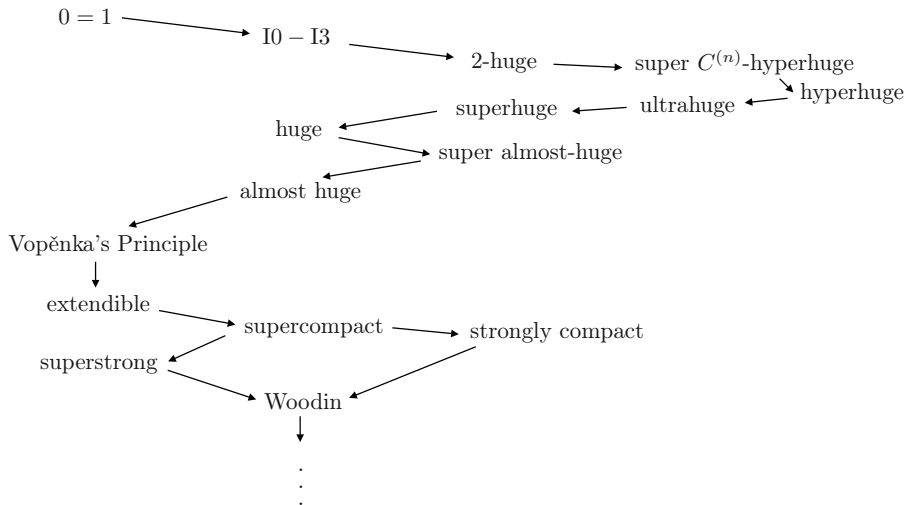 0 = 1
I0 − I3
2-huge
super $C^{(n)}$-hyperhuge
hyperhuge
ultrahuge
superhuge
huge
super almost-huge
almost huge
Vopěnka's Principle
extendible
supercompact
strongly compact
superstrong
Woodin
.
.
.